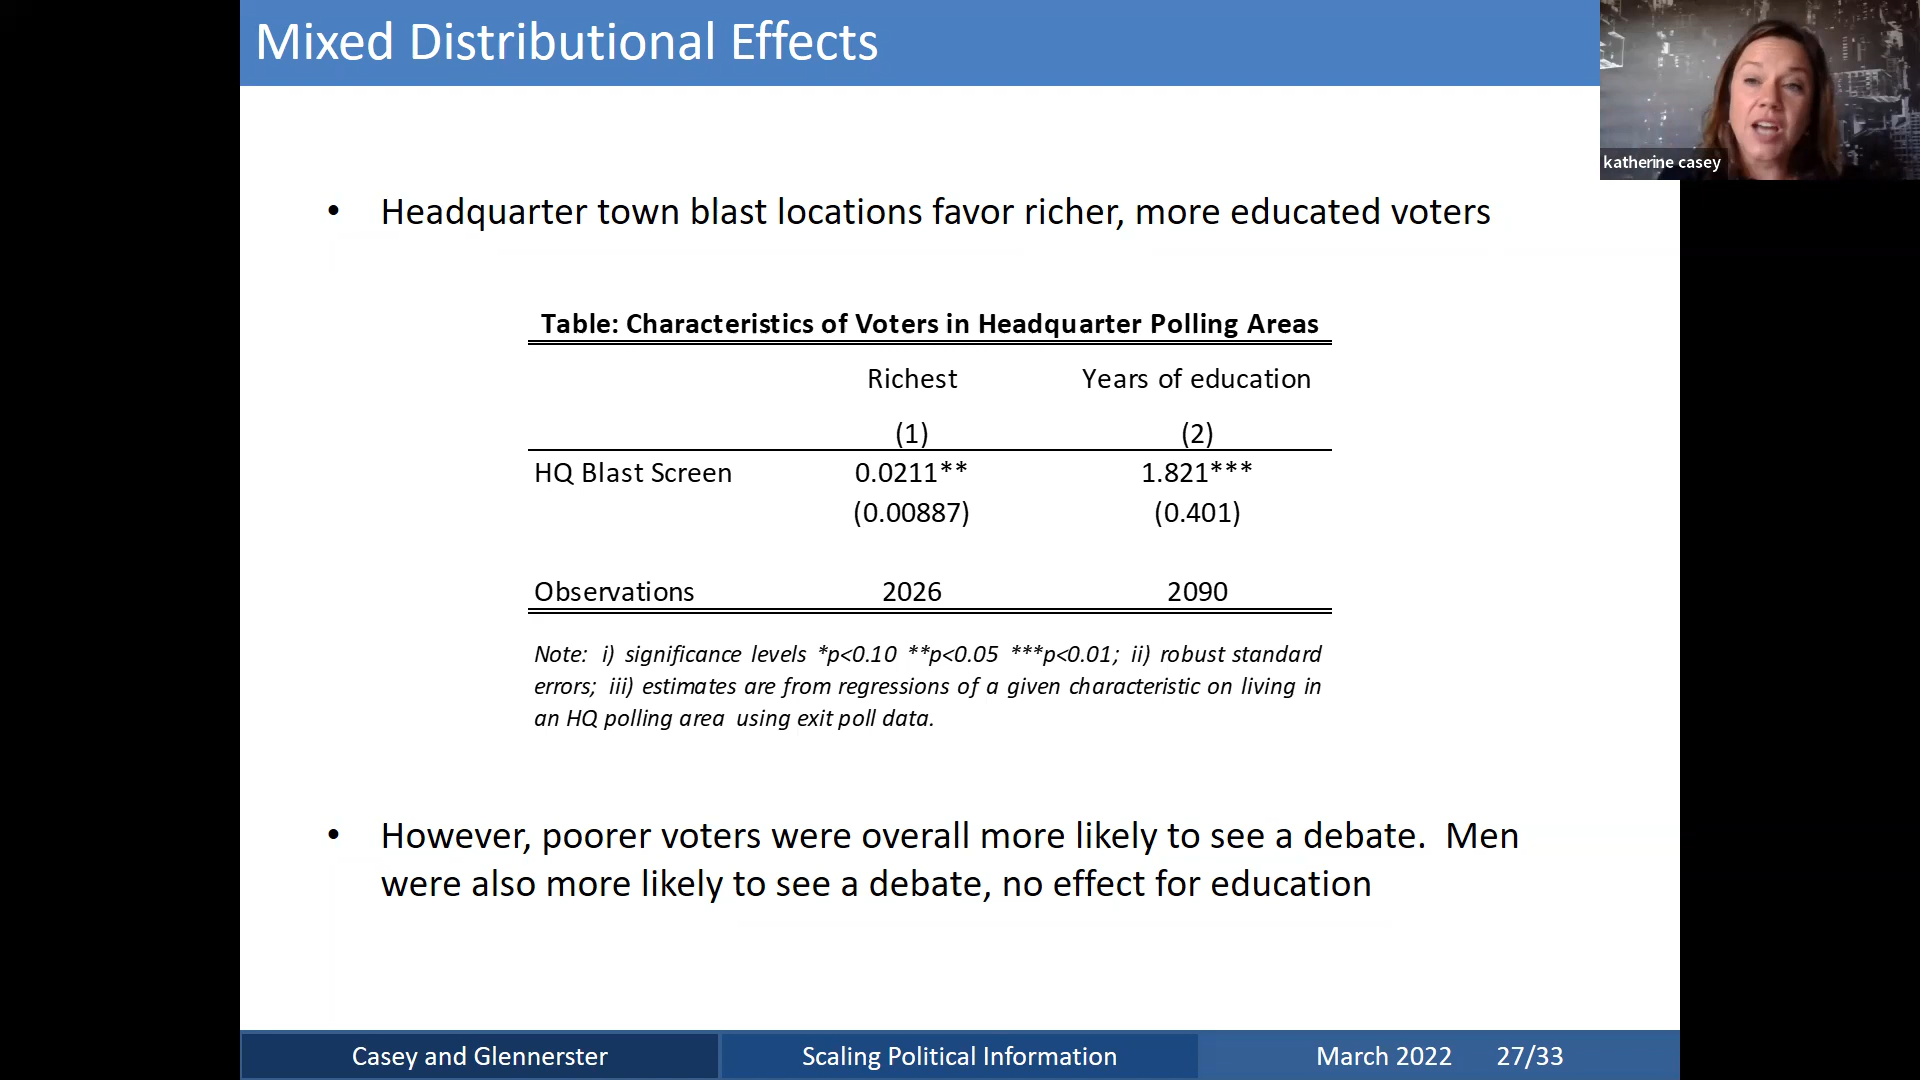 Mixed Distributional Effects
katherine casey
• Headquarter town blast locations favor richer, more educated voters
Table: Characteristics of Voters in Headquarter Polling Areas
Richest Years of education
(1) (2)
HQ Blast Screen 0.0211** 1.821***
(0.00887) (0.401)
Observations 2026 2090
Note: i) significance levels *p<0.10 **p<0.05 ***p<0.01; ii) robust standard
errors; iii) estimates are from regressions of a given characteristic on living in
an HQ polling area using exit poll data.
• However, poorer voters were overall more likely to see a debate. Men
were also more likely to see a debate, no effect for education
Casey and Glennerster Scaling Political Information March 2022 27/33